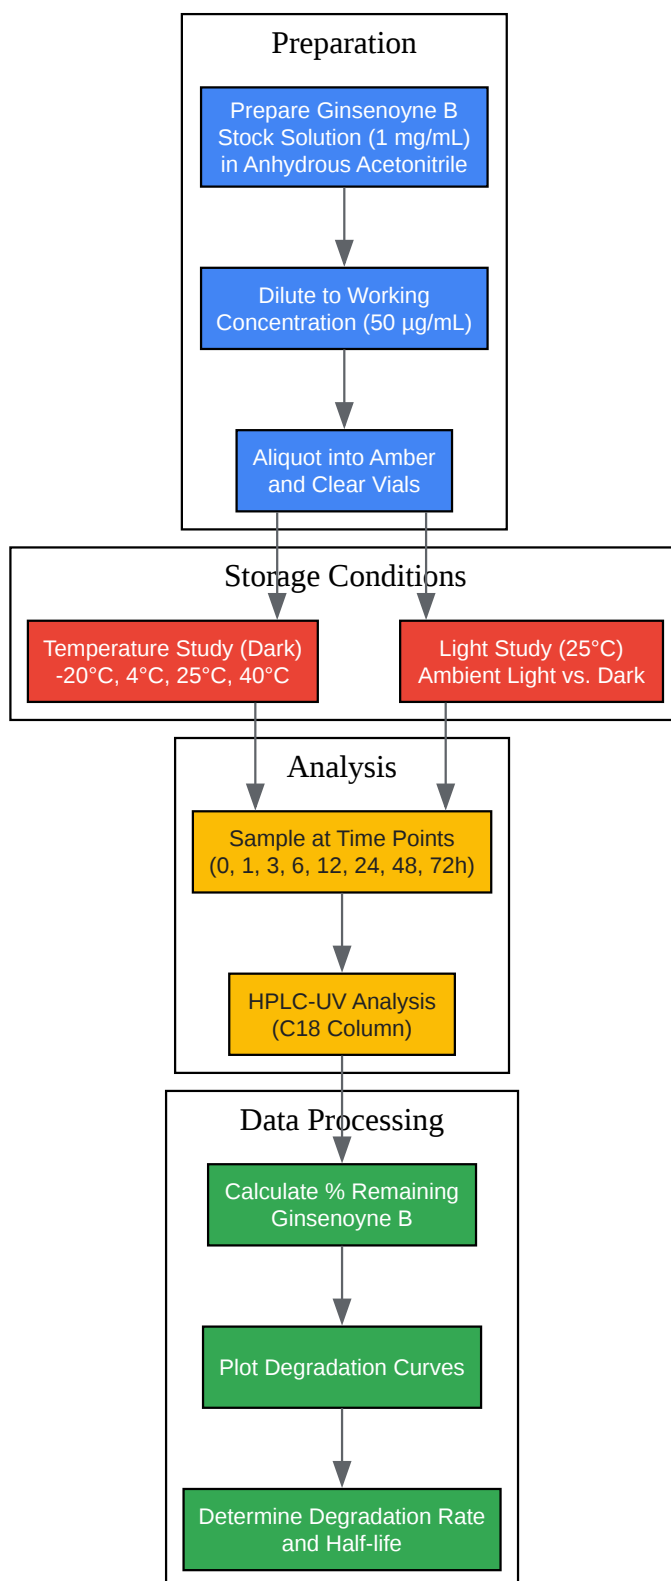 Preparation
Prepare Ginsenoyne B
Stock Solution (1 mg/mL)
in Anhydrous Acetonitrile
Dilute to Working
Concentration (50 µg/mL)
Aliquot into Amber
and Clear Vials
Storage Conditions
Temperature Study (Dark)
-20°C, 4°C, 25°C, 40°C
Light Study (25°C)
Ambient Light vs. Dark
Analysis
Sample at Time Points
(0, 1, 3, 6, 12, 24, 48, 72h)
HPLC-UV Analysis
(C18 Column)
Data Processing
Calculate % Remaining
Ginsenoyne B
Plot Degradation Curves
Determine Degradation Rate
and Half-life